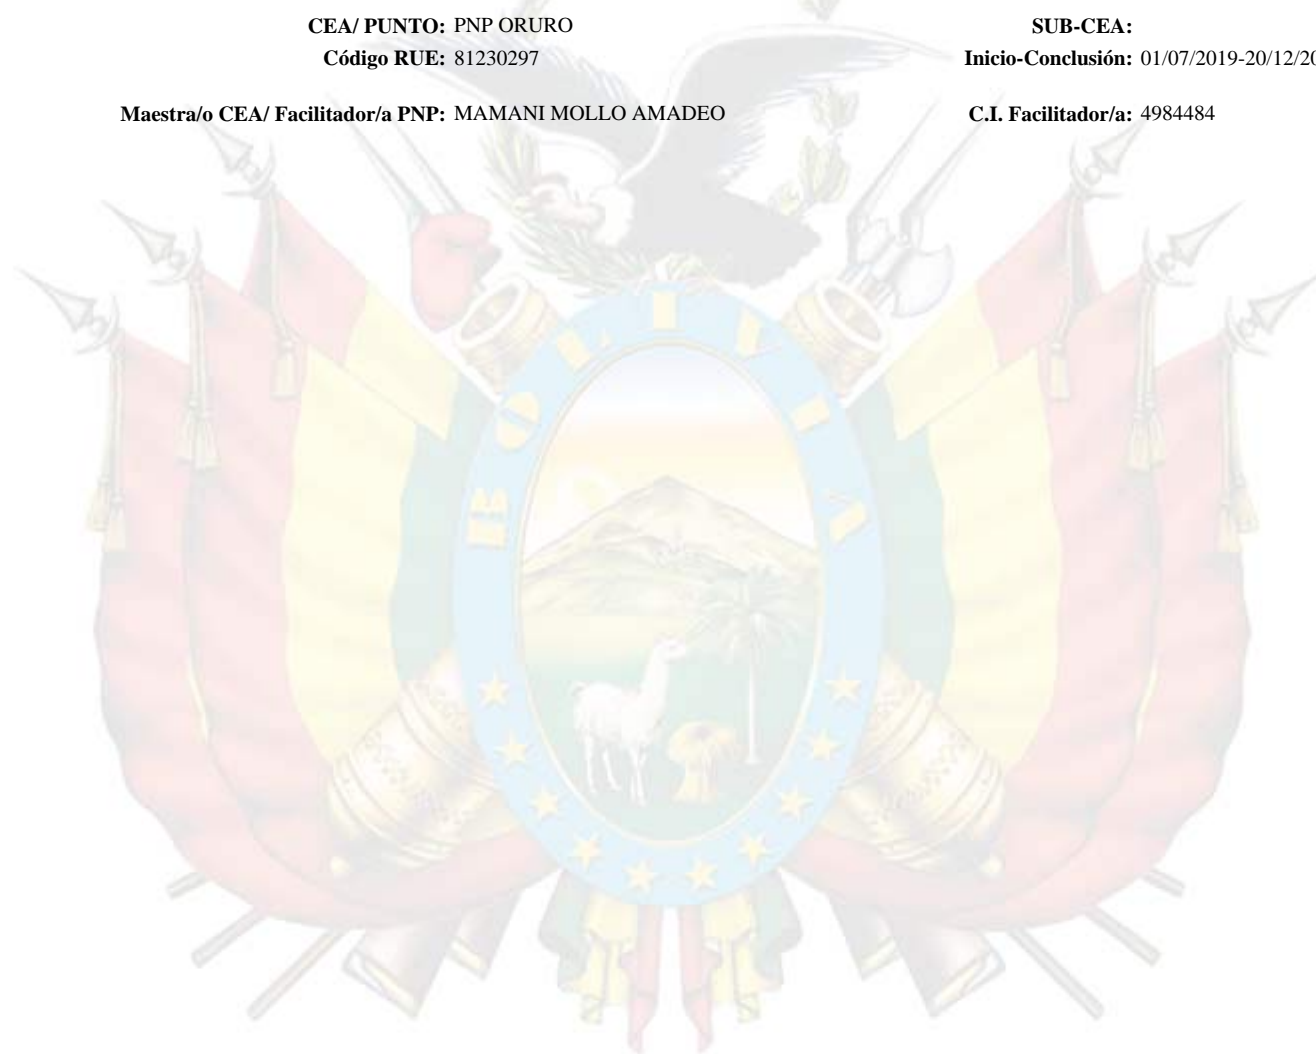 CEA/ PUNTO: PNP ORURO SUB-CEA:
Código RUE: 81230297 Inicio-Conclusión: 01/07/2019-20/12/20
Maestra/o CEA/ Facilitador/a PNP: MAMANI MOLLO AMADEO C.I. Facilitador/a: 4984484
BOLIVIA